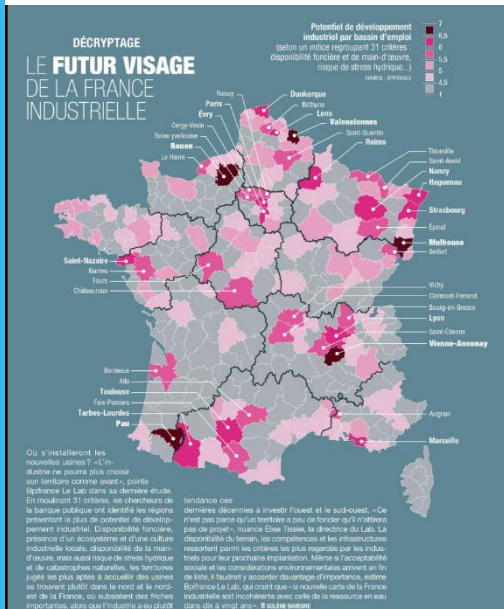 DÉCRYPTAGE
LE FUTUR VISAGE
DE LA FRANCE
INDUSTRIELLE
Potentiel de développement
industriel par bassin d'emploi
(selon un indice regroupant 31 critères :
disponibilité foncière et de main-d'œuvre,
risque de stress hydrique...)
SOURCE : BPIFRANCE
7
6,5
6
5,5
5
4,5
1
Roissy
Paris
Évry
Cergy-Vexin
Seine yvelinoise
Rouen
Le Havre
Dunkerque
Béthune
Lens
Valenciennes
Saint-Quentin
Reims
Thionville
Saint-Avold
Nancy
Haguenau
Strasbourg
Épinal
Mulhouse
Belfort
Saint-Nazaire
Nantes
Tours
Châteauroux
Vichy
Clermont-Ferrand
Bourg-en-Bresse
Lyon
Saint-Étienne
Vienne-Annonay
Bordeaux
Albi
Toulouse
Foix-Pamiers
Tarbes-Lourdes
Pau
Avignon
Marseille
Où s'installeront les
nouvelles usines ? « L'in-
dustrie ne pourra plus choisir
son territoire comme avant », pointe
Bpifrance Le Lab dans sa dernière étude.
En moulinant 31 critères, les chercheurs de
la banque publique ont identifié les régions
présentant le plus de potentiel de dévelop-
pement industriel. Disponibilité foncière,
présence d'un écosystème et d'une culture
industrielle locale, disponibilité de la main-
d'œuvre, mais aussi risque de stress hydrique
et de catastrophes naturelles, les territoires
jugés les plus aptes à accueillir des usines
se trouvent plutôt dans le nord et le nord-
est de la France, où subsistent des friches
importantes, alors que l'industrie a eu plutôt
tendance ces
dernières décennies à investir l'ouest et le sud-ouest. « Ce
n'est pas parce qu'un territoire a peu de foncier qu'il n'attirera
pas de projet », nuance Élise Tissier, la directrice du Lab. La
disponibilité du terrain, les compétences et les infrastructures
ressortent parmi les critères les plus regardés par les indus-
triels pour leur prochaine implantation. Même si l'acceptabilité
sociale et les considérations environnementales arrivent en fin
de liste, il faudrait y accorder davantage d'importance, estime
Bpifrance Le Lab, qui craint que « la nouvelle carte de la France
industrielle soit incohérente avec celle de la ressource en eau
dans dix à vingt ans ». SOLÈNE DAVESNE